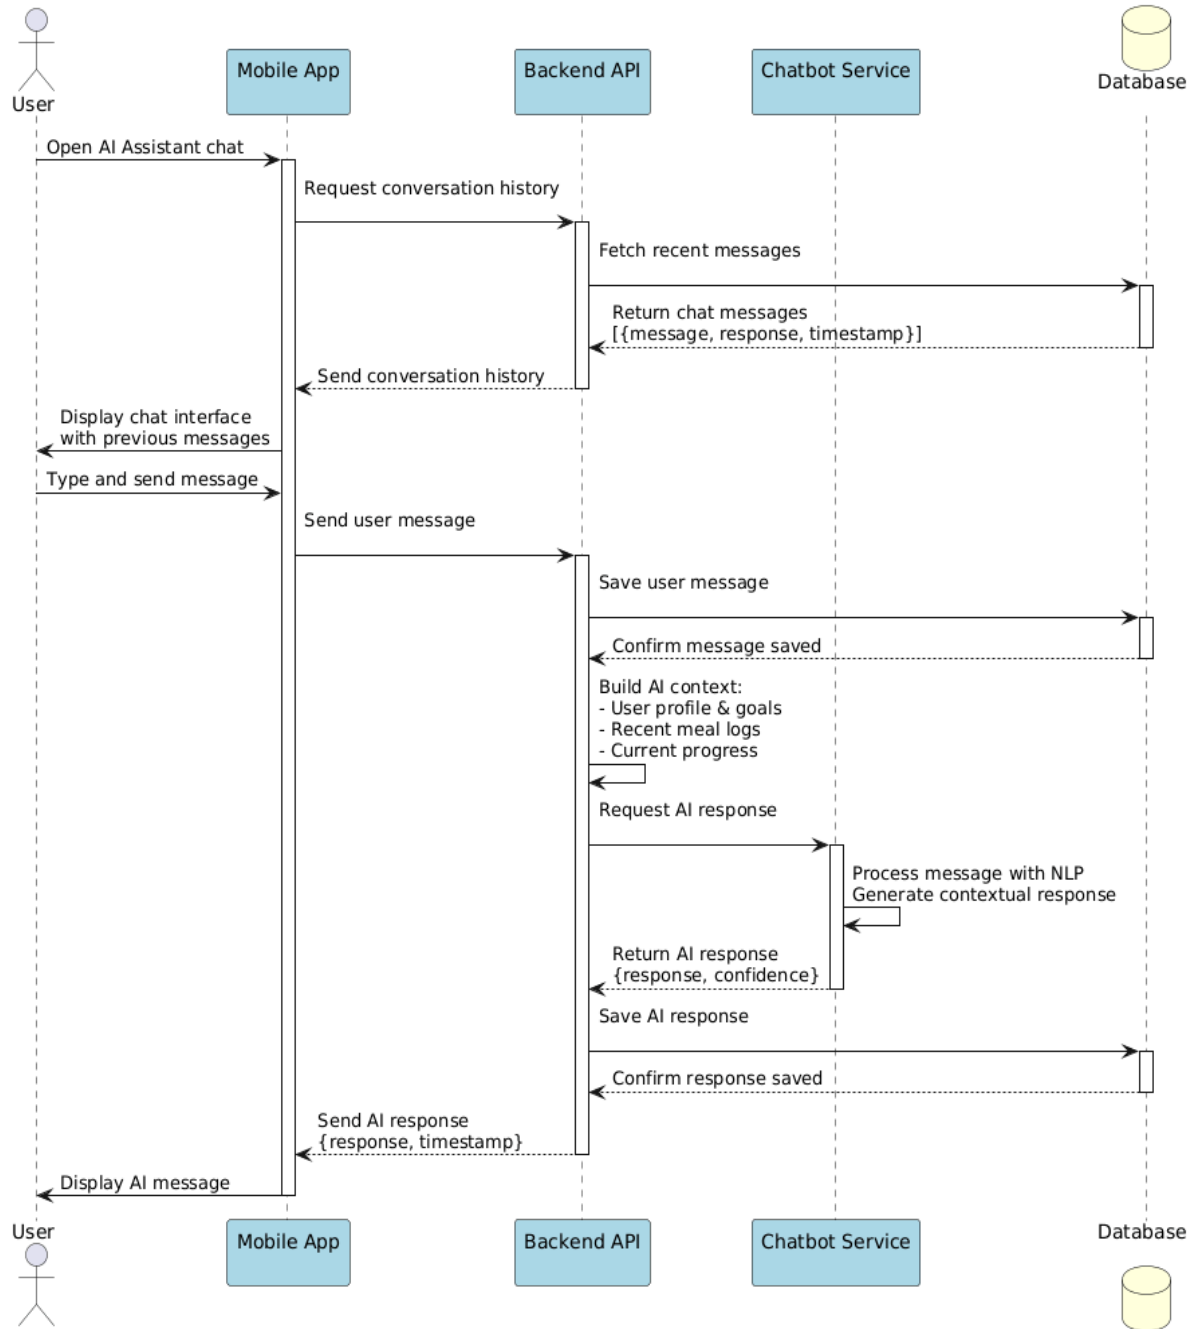 User
Mobile App
Backend API
Chatbot Service
Database
Open AI Assistant chat
Request conversation history
Fetch recent messages
Return chat messages
[{message, response, timestamp}]
Send conversation history
Display chat interface
with previous messages
Type and send message
Send user message
Save user message
Confirm message saved
Build AI context:
- User profile & goals
- Recent meal logs
- Current progress
Request AI response
Process message with NLP
Generate contextual response
Return AI response
{response, confidence}
Save AI response
Confirm response saved
Send AI response
{response, timestamp}
Display AI message
User
Mobile App
Backend API
Chatbot Service
Database